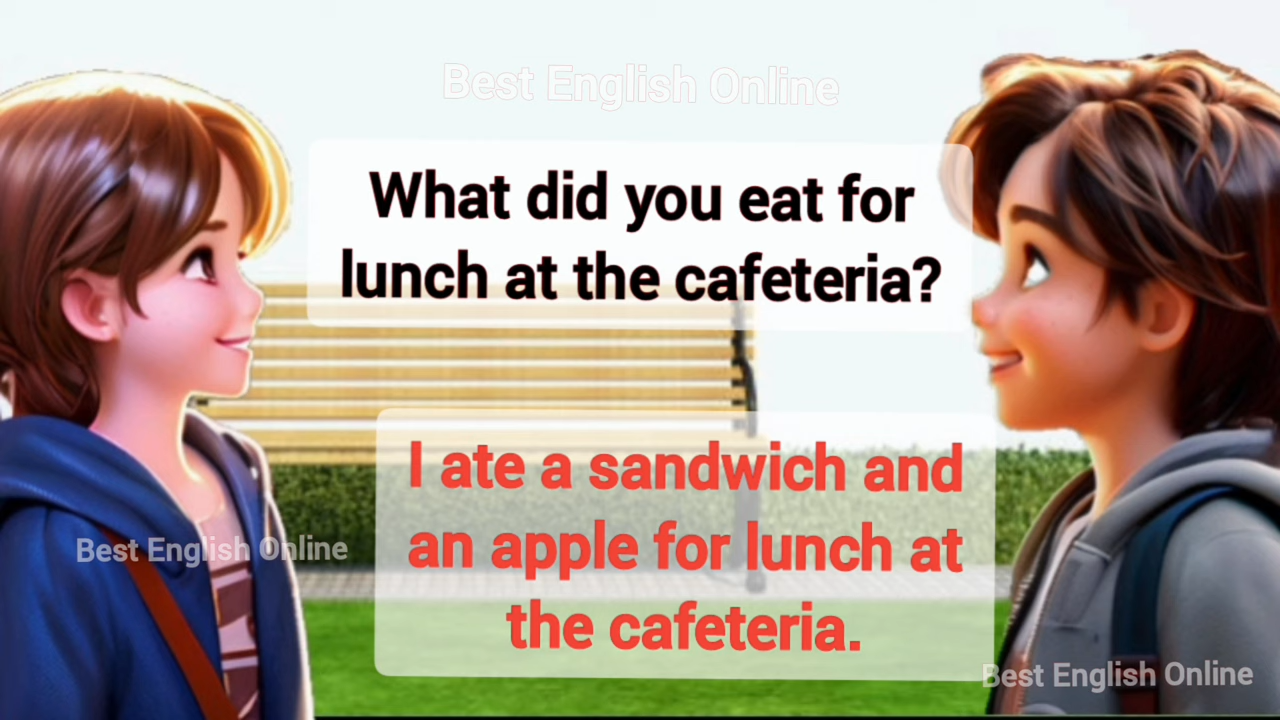 Best English Online
What did you eat for
lunch at the cafeteria?
I ate a sandwich and
an apple for lunch at
the cafeteria.
Best English Online
Best English Online